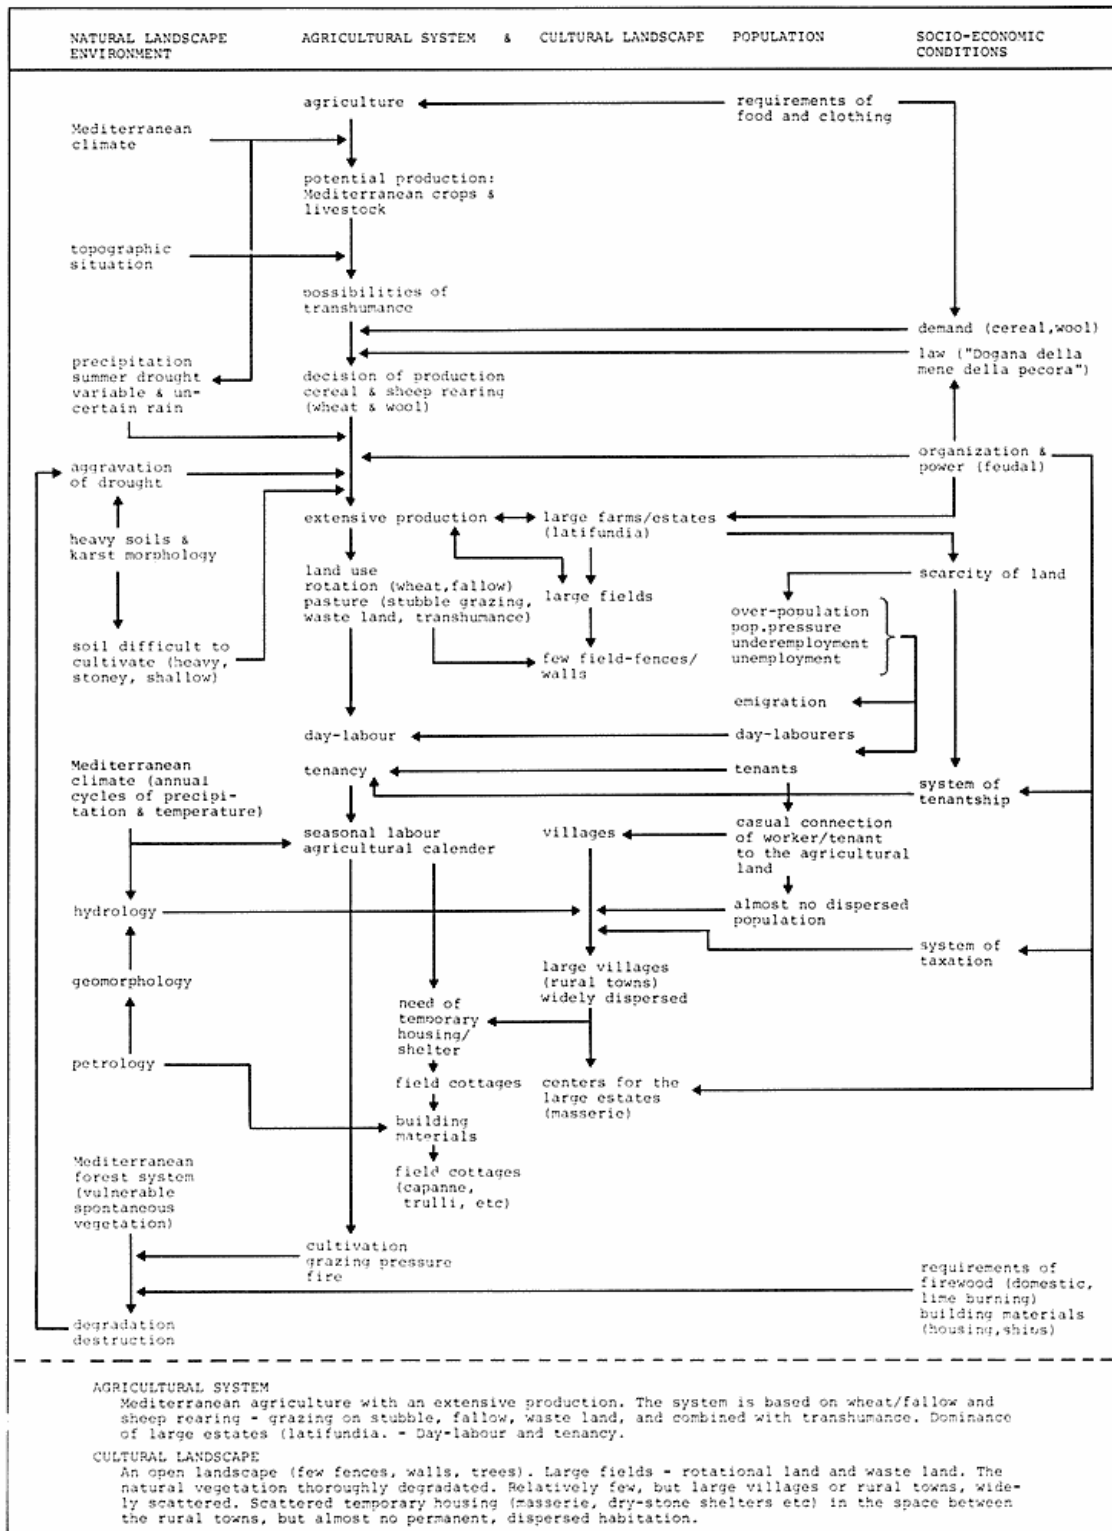 NATURAL LANDSCAPE
ENVIRONMENT
AGRICULTURAL SYSTEM & CULTURAL LANDSCAPE
POPULATION
SOCIO-ECONOMIC
CONDITIONS
agriculture
requirements of
food and clothing
Mediterranean
climate
potential production:
Mediterranean crops &
livestock
topographic
situation
possibilities of
transhumance
demand (cereal,wool)
law ("Dogana della
mene della pecora")
precipitation
summer drought
variable & un-
certain rain
decision of production
cereal & sheep rearing
(wheat & wool)
organization &
power (feudal)
aggravation
of drought
extensive production
large farms/estates
(latifundia)
heavy soils &
karst morphology
land use
rotation (wheat,fallow)
pasture (stubble grazing,
waste land, transhumance)
large fields
scarcity of land
over-population
pop.pressure
underemployment
unemployment
soil difficult to
cultivate (heavy,
stoney, shallow)
few field-fences/
walls
emigration
day-labour
day-labourers
Mediterranean
climate (annual
cycles of precipi-
tation & temperature)
tenancy
tenants
system of
tenantship
seasonal labour
agricultural calender
villages
casual connection
of worker/tenant
to the agricultural
land
hydrology
almost no dispersed
population
system of
taxation
geomorphology
large villages
(rural towns)
widely dispersed
need of
temporary
housing/
shelter
petrology
field cottages
centers for the
large estates
(masserie)
building
materials
Mediterranean
forest system
(vulnerable
spontaneous
vegetation)
field cottages
(capanne,
trulli, etc)
cultivation
grazing pressure
fire
requirements of
firewood (domestic,
lime burning)
building materials
(housing,ships)
degradation
destruction
AGRICULTURAL SYSTEM
Mediterranean agriculture with an extensive production. The system is based on wheat/fallow and
sheep rearing - grazing on stubble, fallow, waste land, and combined with transhumance. Dominance
of large estates (latifundia. - Day-labour and tenancy.
CULTURAL LANDSCAPE
An open landscape (few fences, walls, trees). Large fields - rotational land and waste land. The
natural vegetation thoroughly degraded. Relatively few, but large villages or rural towns, wide-
ly scattered. Scattered temporary housing (masserie, dry-stone shelters etc) in the space between
the rural towns, but almost no permanent, dispersed habitation.